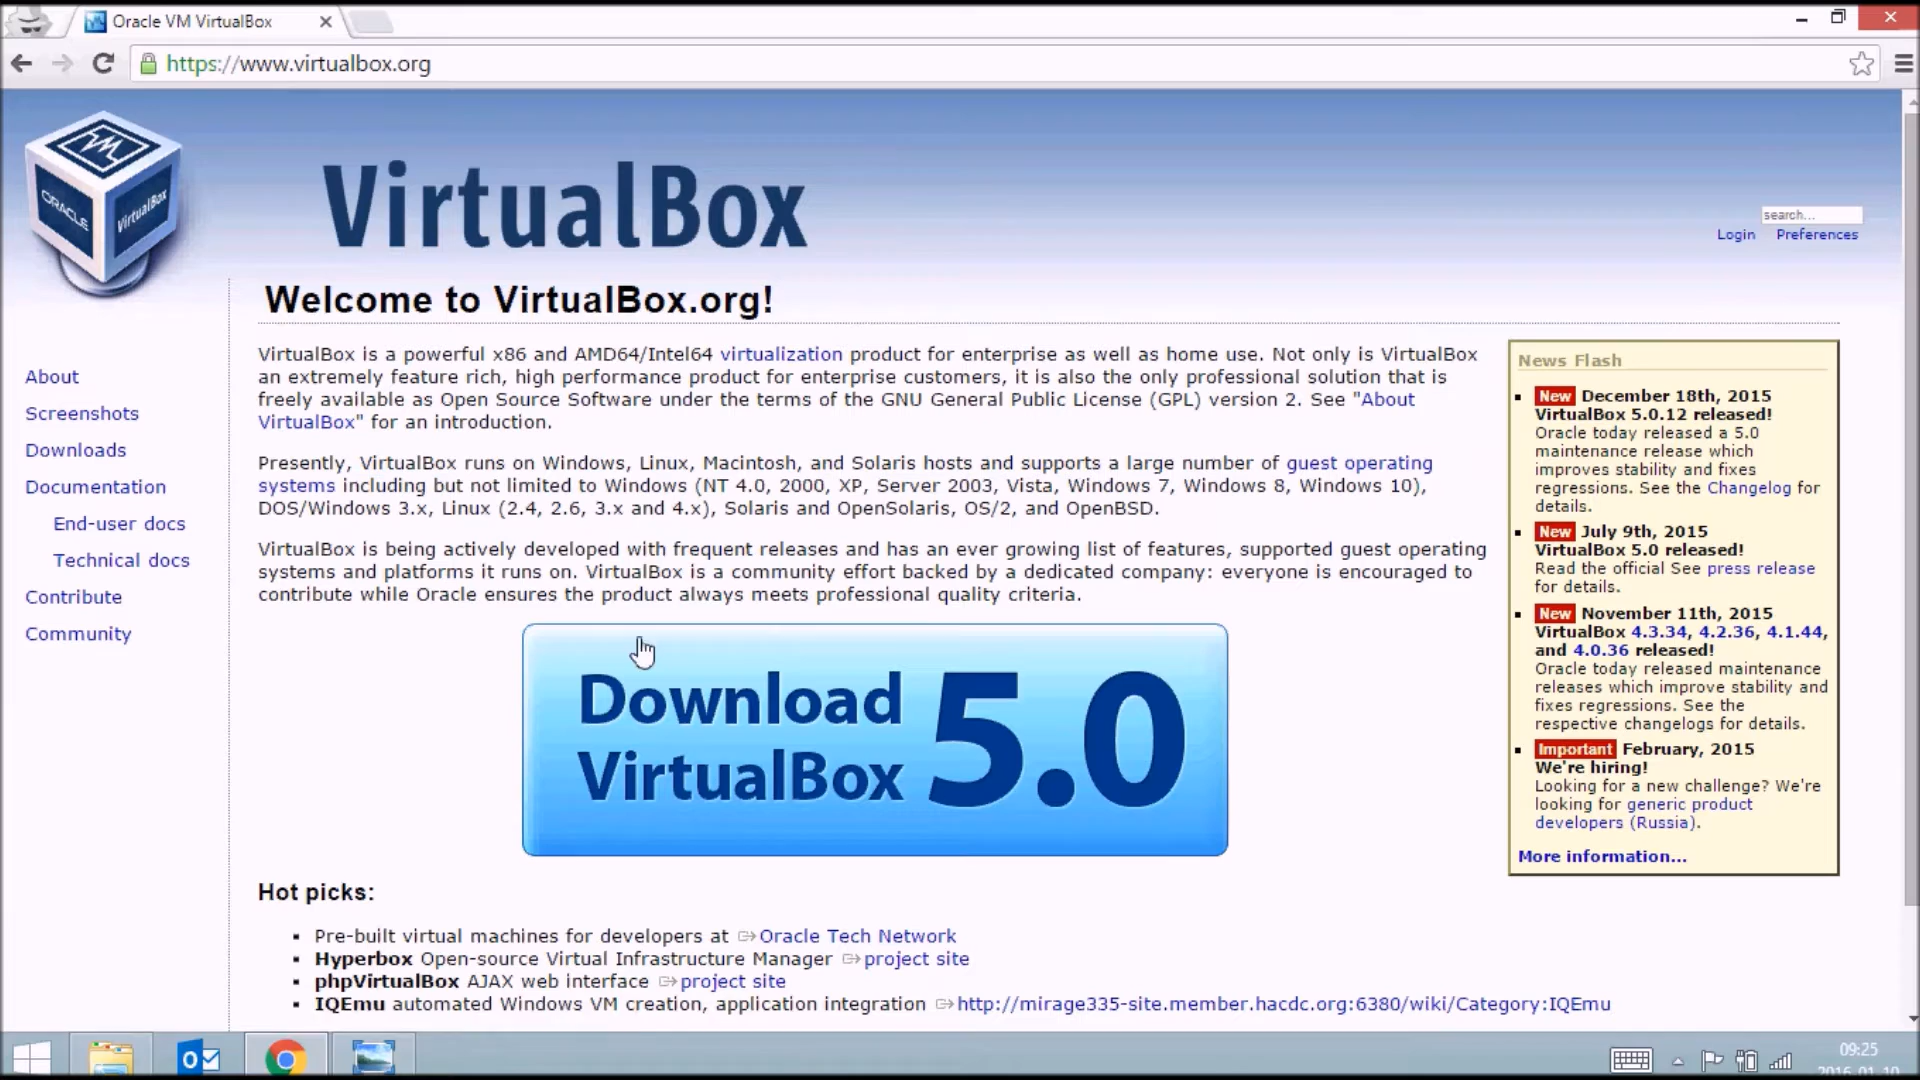 Oracle VM VirtualBox
https://www.virtualbox.org
ORACLE
VirtualBox
VirtualBox
search...
Login Preferences
Welcome to VirtualBox.org!
About
Screenshots
Downloads
Documentation
End-user docs
Technical docs
Contribute
Community
VirtualBox is a powerful x86 and AMD64/Intel64 virtualization product for enterprise as well as home use. Not only is VirtualBox
an extremely feature rich, high performance product for enterprise customers, it is also the only professional solution that is
freely available as Open Source Software under the terms of the GNU General Public License (GPL) version 2. See "About
VirtualBox" for an introduction.
Presently, VirtualBox runs on Windows, Linux, Macintosh, and Solaris hosts and supports a large number of guest operating
systems including but not limited to Windows (NT 4.0, 2000, XP, Server 2003, Vista, Windows 7, Windows 8, Windows 10),
DOS/Windows 3.x, Linux (2.4, 2.6, 3.x and 4.x), Solaris and OpenSolaris, OS/2, and OpenBSD.
VirtualBox is being actively developed with frequent releases and has an ever growing list of features, supported guest operating
systems and platforms it runs on. VirtualBox is a community effort backed by a dedicated company: everyone is encouraged to
contribute while Oracle ensures the product always meets professional quality criteria.
Download
VirtualBox
5.0
Hot picks:
Pre-built virtual machines for developers at Oracle Tech Network
Hyperbox Open-source Virtual Infrastructure Manager project site
phpVirtualBox AJAX web interface project site
IQEmu automated Windows VM creation, application integration http://mirage335-site.member.hacdc.org:6380/wiki/Category:IQEmu
News Flash
New December 18th, 2015
VirtualBox 5.0.12 released!
Oracle today released a 5.0
maintenance release which
improves stability and fixes
regressions. See the Changelog for
details.
New July 9th, 2015
VirtualBox 5.0 released!
Read the official See press release
for details.
New November 11th, 2015
VirtualBox 4.3.34, 4.2.36, 4.1.44,
and 4.0.36 released!
Oracle today released maintenance
releases which improve stability and
fixes regressions. See the
respective changelogs for details.
Important February, 2015
We're hiring!
Looking for a new challenge? We're
looking for generic product
developers (Russia).
More information...
09:25
2016-01-10